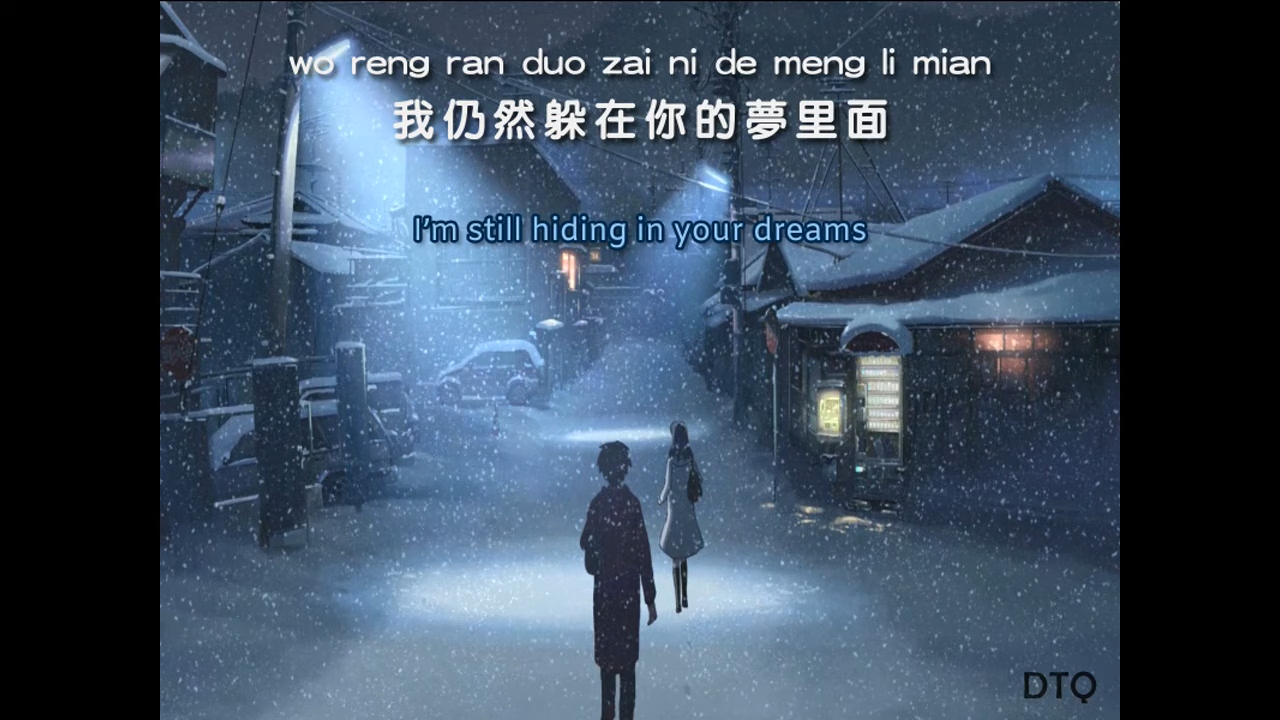 wo reng ran duo zai ni de meng li mian
我仍然躲在你的夢里面
I'm still hiding in your dreams
DTQ